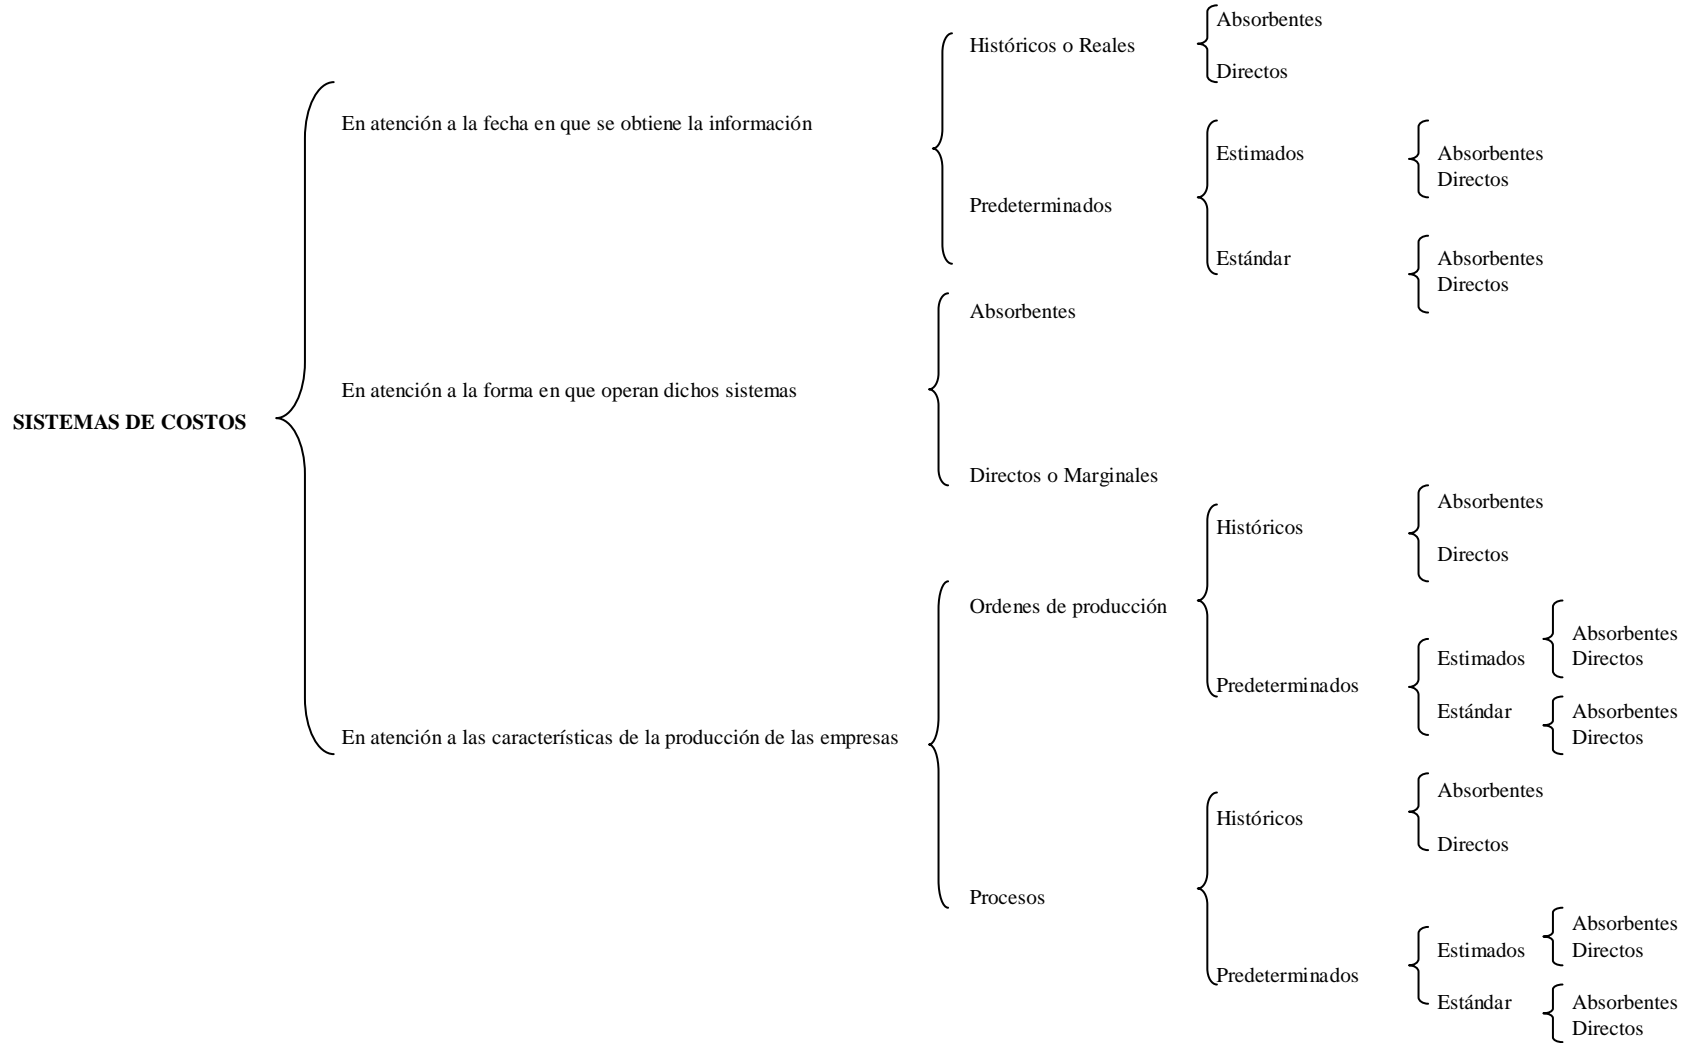 SISTEMAS DE COSTOS
En atención a la fecha en que se obtiene la información
Históricos o Reales
Absorbentes
Directos
Predeterminados
Estimados
Absorbentes
Directos
Estándar
Absorbentes
Directos
En atención a la forma en que operan dichos sistemas
Absorbentes
Directos o Marginales
En atención a las características de la producción de las empresas
Ordenes de producción
Históricos
Absorbentes
Directos
Predeterminados
Estimados
Absorbentes
Directos
Estándar
Absorbentes
Directos
Procesos
Históricos
Absorbentes
Directos
Predeterminados
Estimados
Absorbentes
Directos
Estándar
Absorbentes
Directos